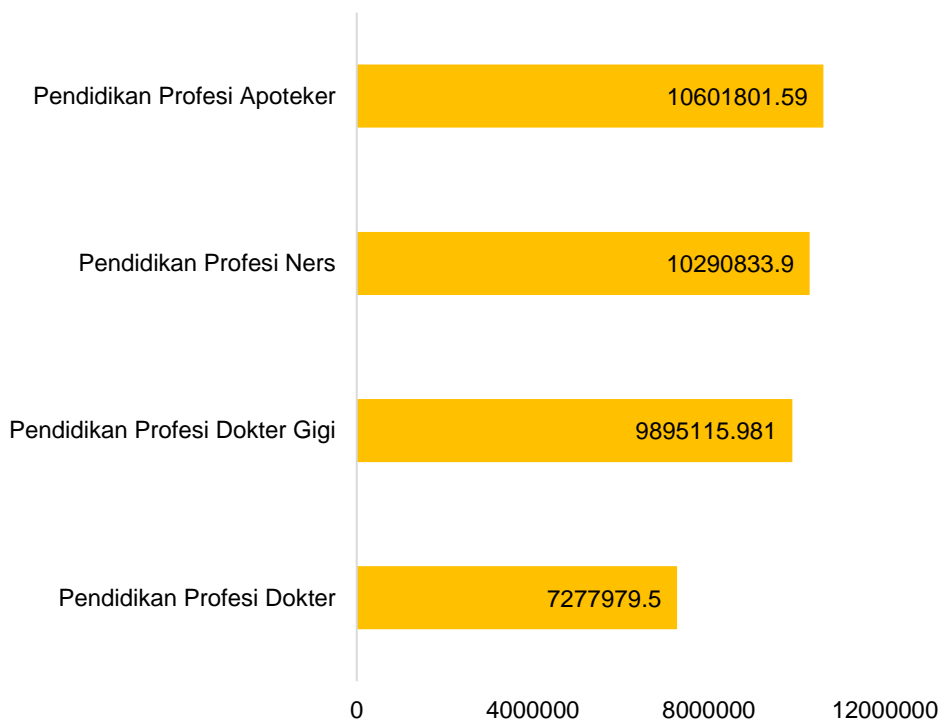 Pendidikan Profesi Apoteker 10601801.59
Pendidikan Profesi Ners 10290833.9
Pendidikan Profesi Dokter Gigi 9895115.981
Pendidikan Profesi Dokter 7277979.5
0 4000000 8000000 12000000